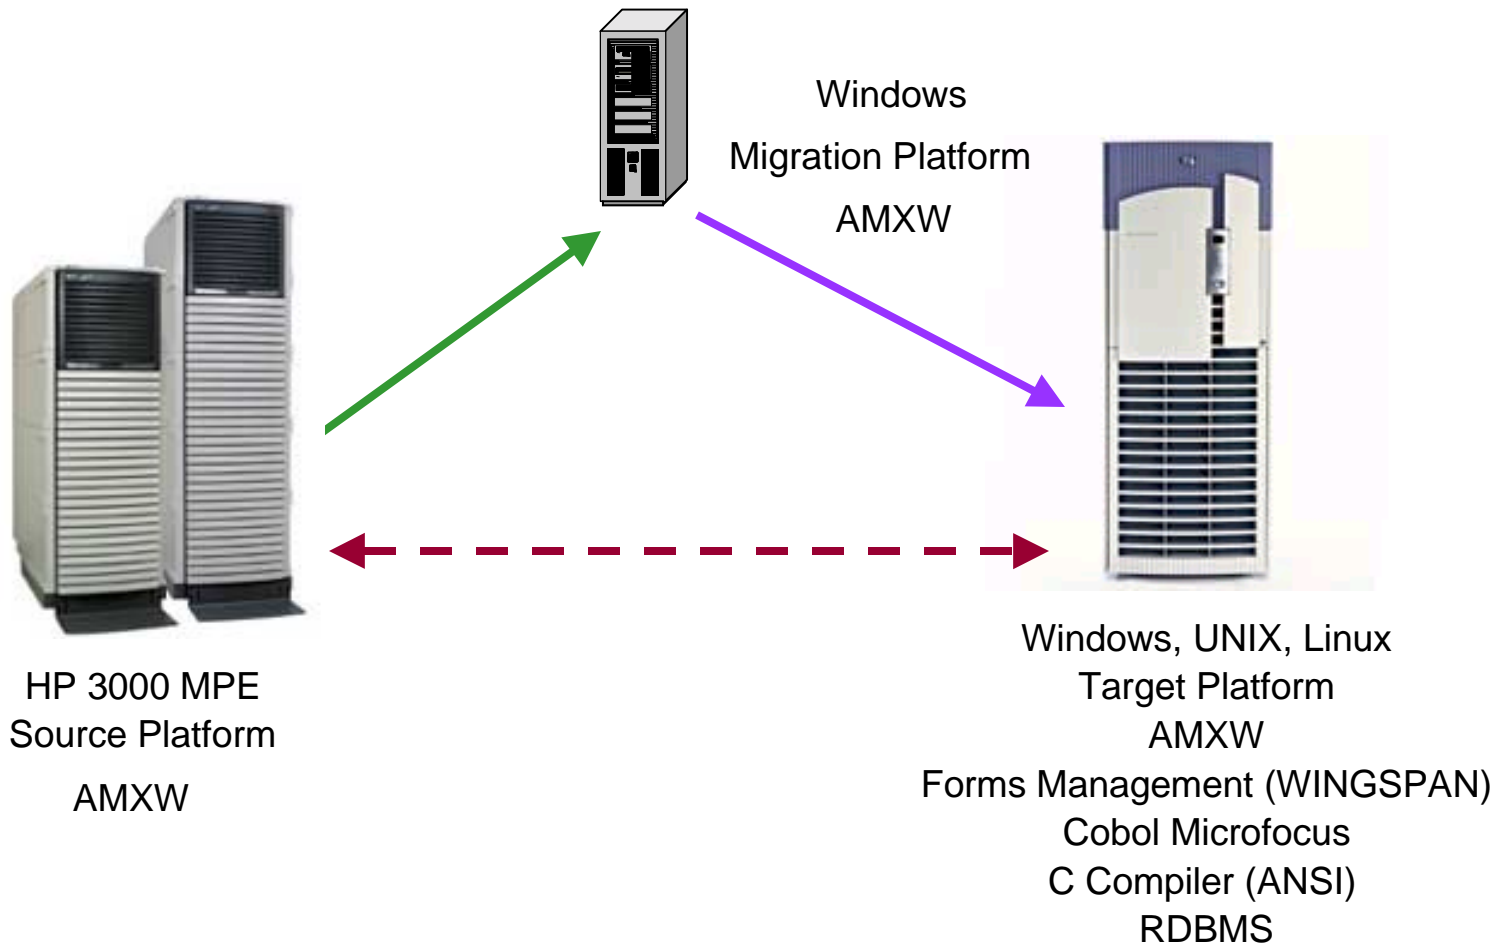 Windows
Migration Platform
AMXW
HP 3000 MPE
Source Platform
AMXW
Windows, UNIX, Linux
Target Platform
AMXW
Forms Management (WINGSPAN)
Cobol Microfocus
C Compiler (ANSI)
RDBMS